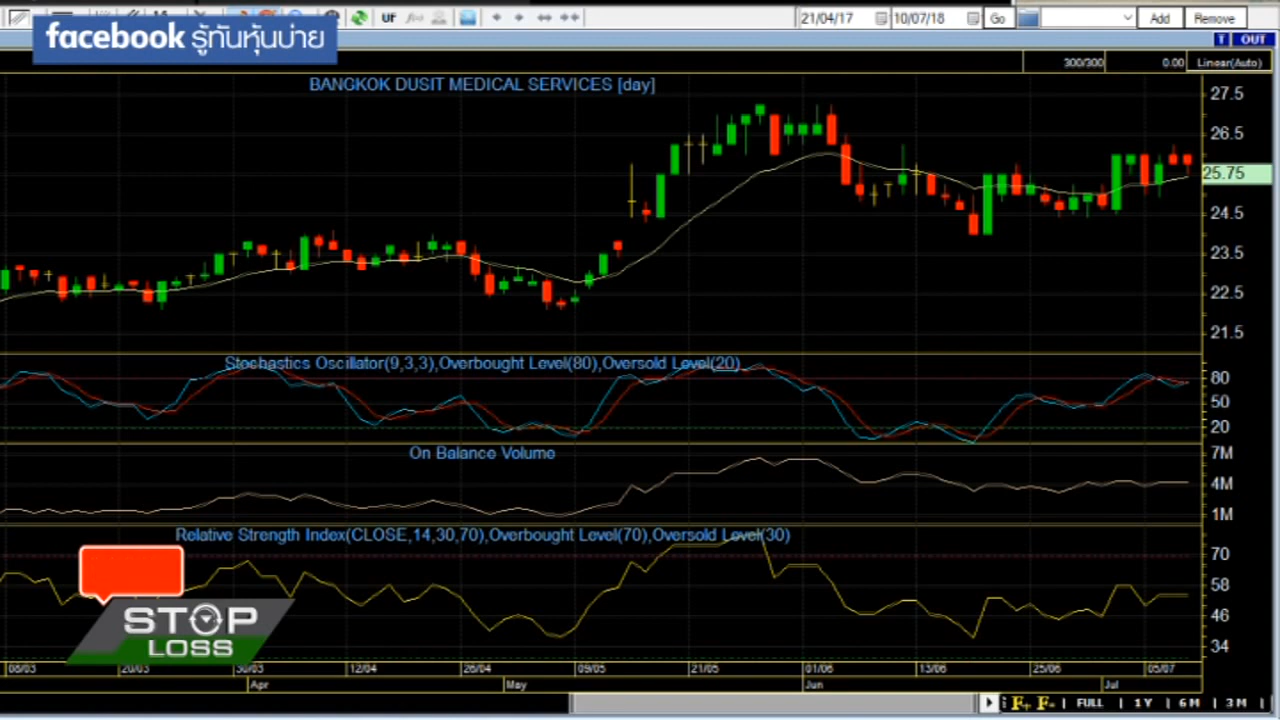 UF f(x) 21/04/17 10/07/18 Go Add Remove
facebook รู้ทันหุ้นบ่าย
T OUT
300/300 0.00 Linear(Auto)
BANGKOK DUSIT MEDICAL SERVICES [day]
27.5
26.5
25.75
24.5
23.5
22.5
21.5
Stochastics Oscillator(9,3,3),Overbought Level(80),Oversold Level(20)
80
50
20
On Balance Volume
7M
4M
1M
Relative Strength Index(CLOSE,14,30,70),Overbought Level(70),Oversold Level(30)
70
58
46
34
STOP
LOSS
08/03 20/03 30/03 12/04 26/04 09/05 21/05 01/06 13/06 25/06 05/07
Apr May Jun Jul
F+ F- FULL 1Y 6M 3M